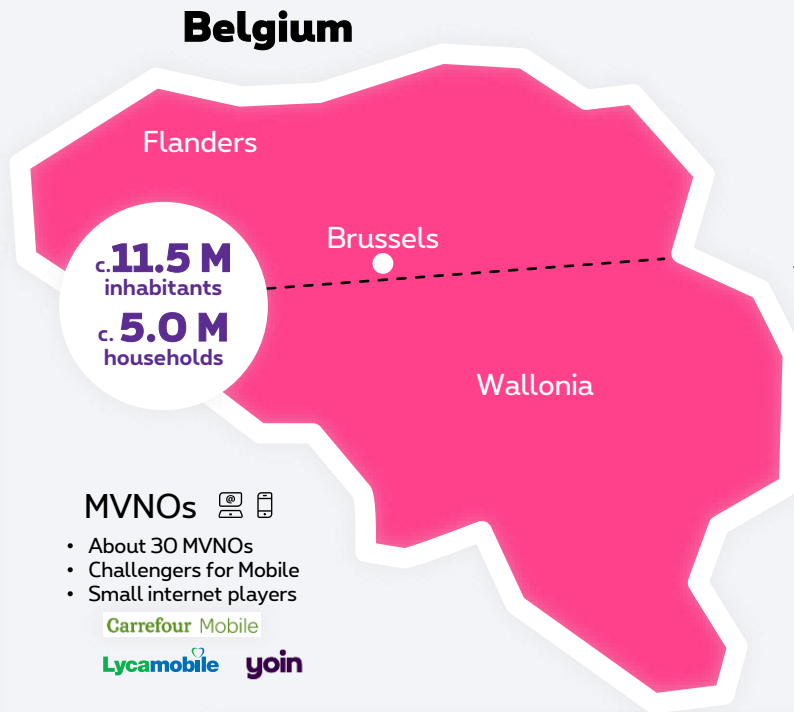 Belgium
Flanders
Brussels
c.11.5 M
inhabitants
c. 5.0 M
households
Wallonia
MVNOs @
• About 30 MVNOs
• Challengers for Mobile
• Small internet players
Carrefour Mobile
Lycamobile yoin